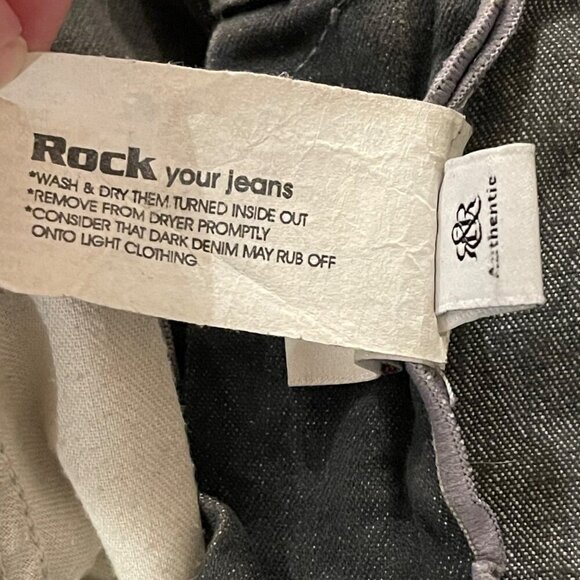 Rock your jeans
*WASH & DRY THEM TURNED INSIDE OUT
*REMOVE FROM DRYER PROMPTLY
*CONSIDER THAT DARK DENIM MAY RUB OFF
ONTO LIGHT CLOTHING
R&R
Authentic